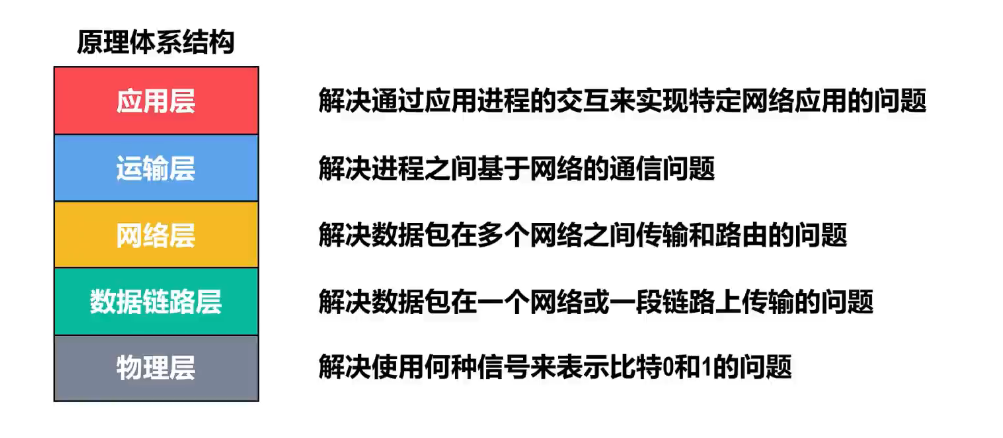 原理体系结构
应用层 解决通过应用进程的交互来实现特定网络应用的问题
运输层 解决进程之间基于网络的通信问题
网络层 解决数据包在多个网络之间传输和路由的问题
数据链路层 解决数据包在一个网络或一段链路上传输的问题
物理层 解决使用何种信号来表示比特0和1的问题